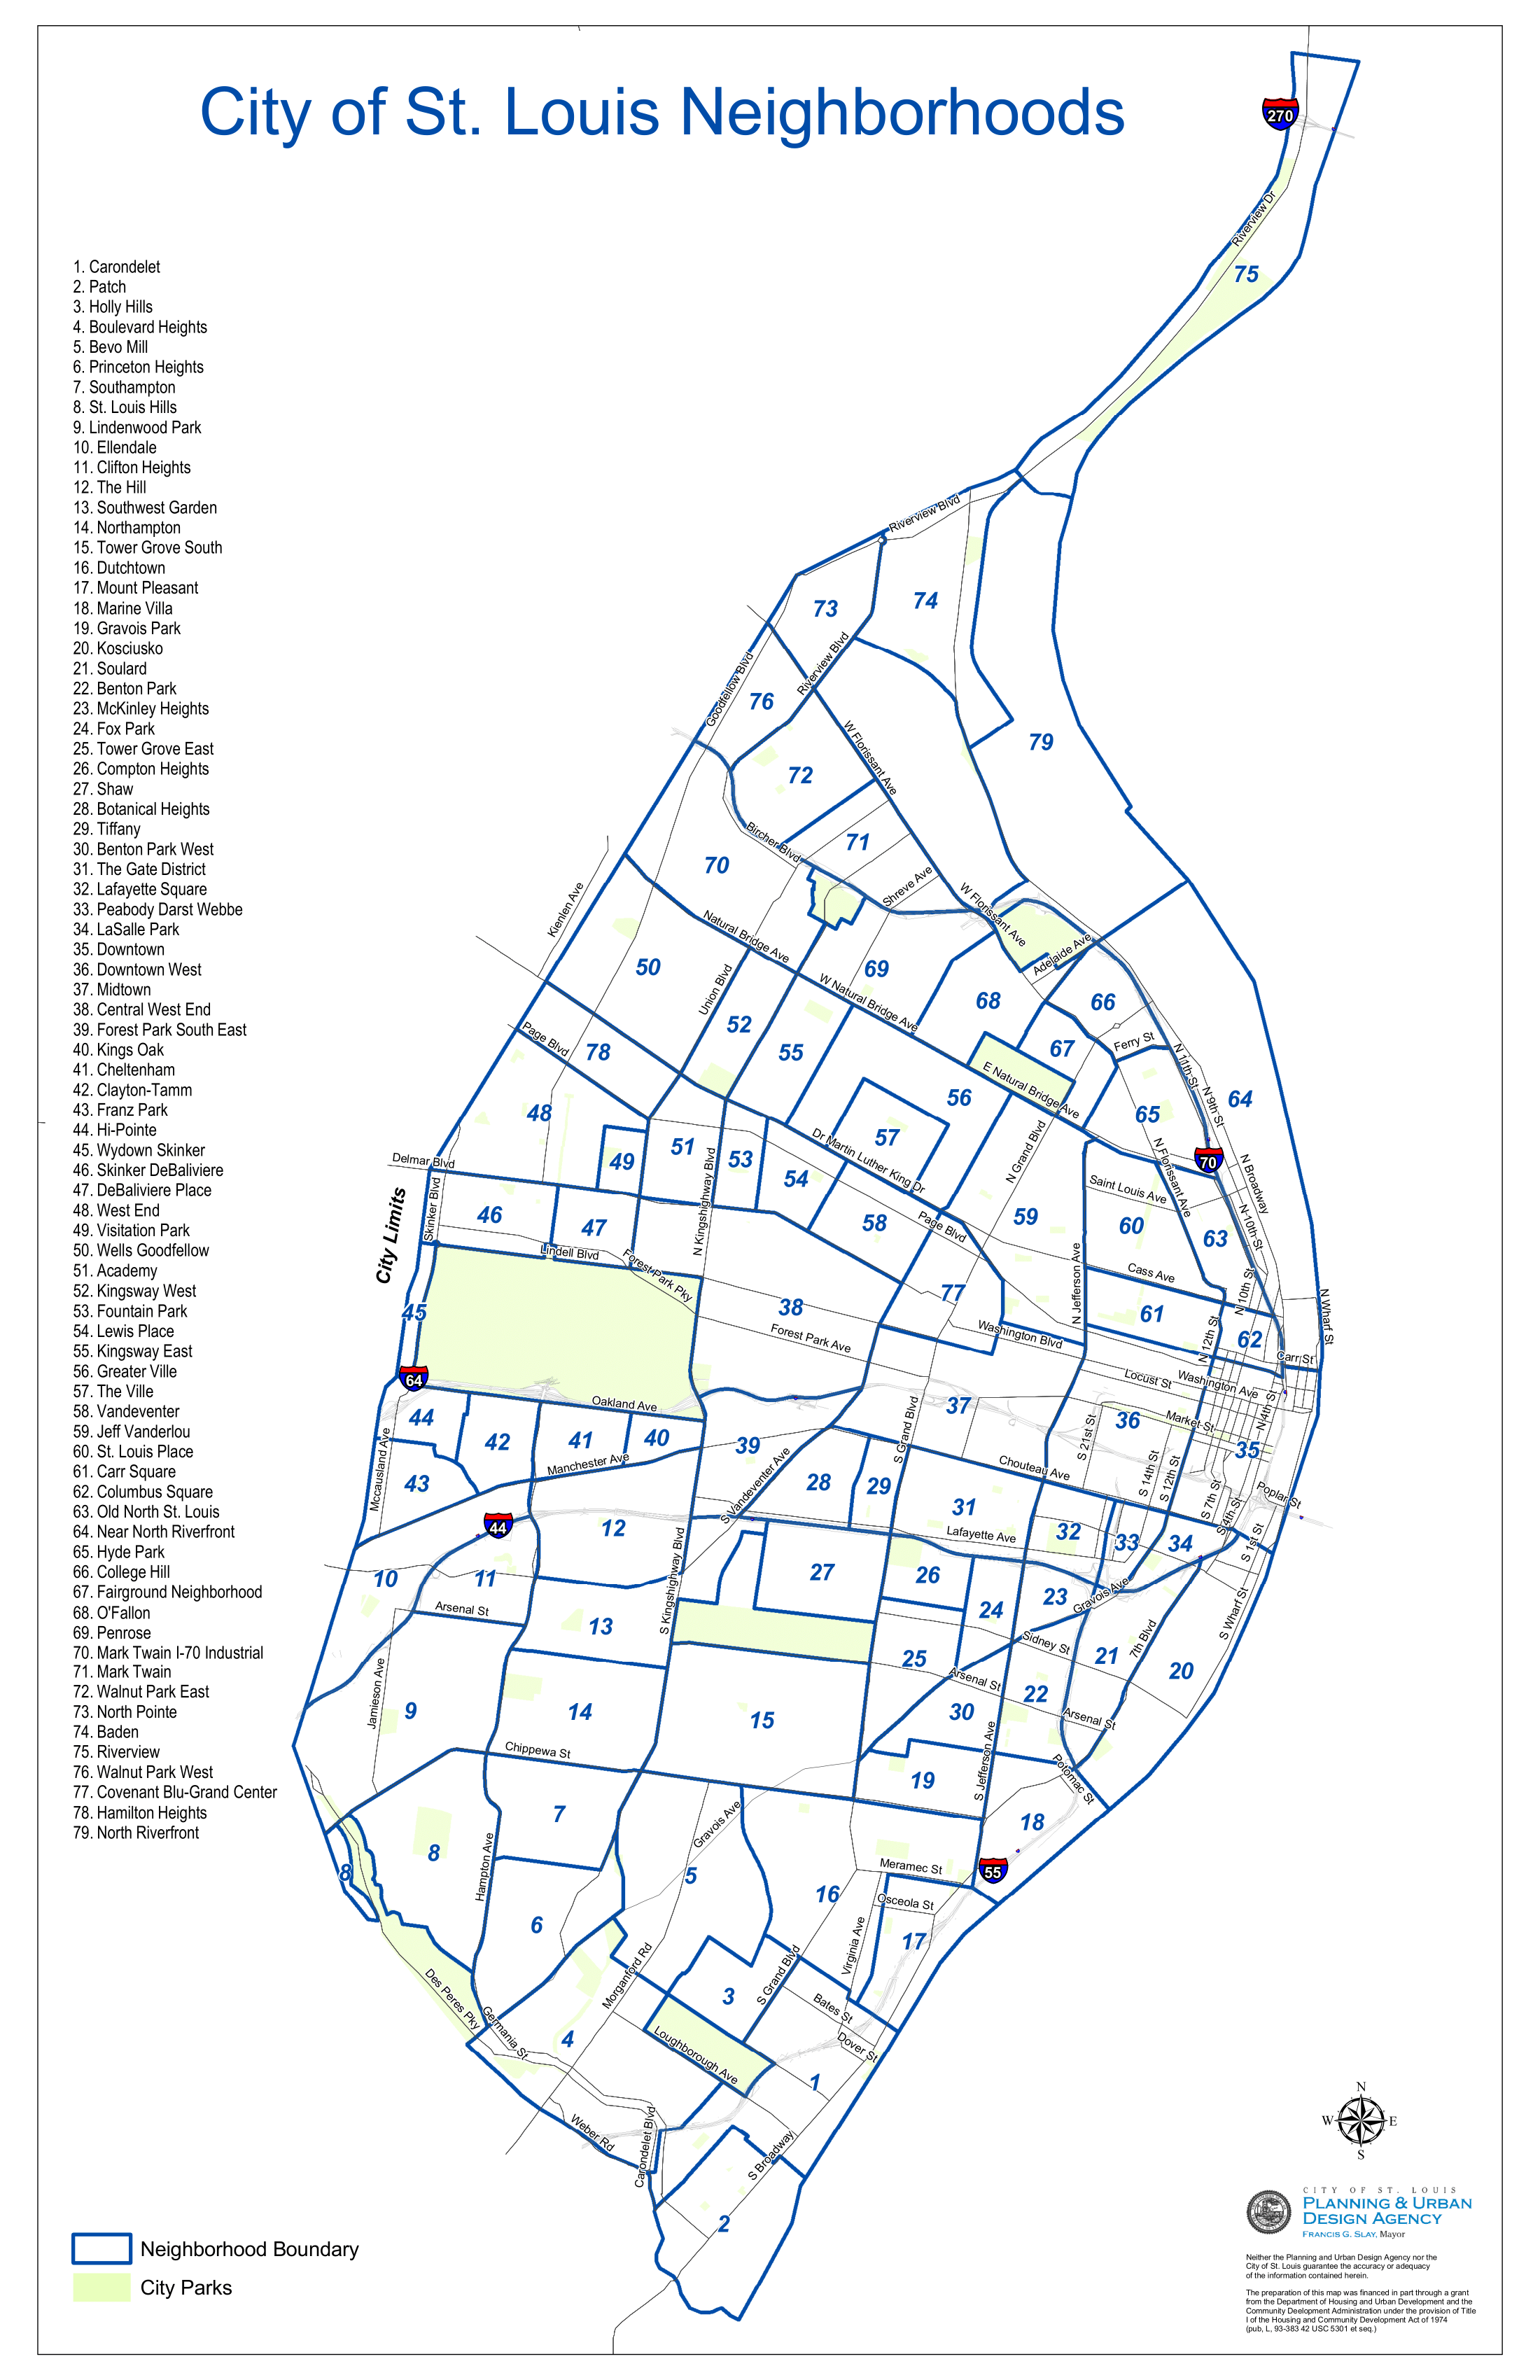 City of St. Louis Neighborhoods
270
Riverview Dr
75
1. Carondelet
2. Patch
3. Holly Hills
4. Boulevard Heights
5. Bevo Mill
6. Princeton Heights
7. Southampton
8. St. Louis Hills
9. Lindenwood Park
10. Ellendale
11. Clifton Heights
12. The Hill
13. Southwest Garden
14. Northampton
15. Tower Grove South
16. Dutchtown
17. Mount Pleasant
18. Marine Villa
19. Gravois Park
20. Kosciusko
21. Soulard
22. Benton Park
23. McKinley Heights
24. Fox Park
25. Tower Grove East
26. Compton Heights
27. Shaw
28. Botanical Heights
29. Tiffany
30. Benton Park West
31. The Gate District
32. Lafayette Square
33. Peabody Darst Webbe
34. LaSalle Park
35. Downtown
36. Downtown West
37. Midtown
38. Central West End
39. Forest Park South East
40. Kings Oak
41. Cheltenham
42. Clayton-Tamm
43. Franz Park
44. Hi-Pointe
45. Wydown Skinker
46. Skinker DeBaliviere
47. DeBaliviere Place
48. West End
49. Visitation Park
50. Wells Goodfellow
51. Academy
52. Kingsway West
53. Fountain Park
54. Lewis Place
55. Kingsway East
56. Greater Ville
57. The Ville
58. Vandeventer
59. Jeff Vanderlou
60. St. Louis Place
61. Carr Square
62. Columbus Square
63. Old North St. Louis
64. Near North Riverfront
65. Hyde Park
66. College Hill
67. Fairground Neighborhood
68. O'Fallon
69. Penrose
70. Mark Twain I-70 Industrial
71. Mark Twain
72. Walnut Park East
73. North Pointe
74. Baden
75. Riverview
76. Walnut Park West
77. Covenant Blu-Grand Center
78. Hamilton Heights
79. North Riverfront
Riverview Blvd
73
74
Riverview Blvd
Goodfellow Blvd
76
79
W Florissant Ave
72
Bircher Blvd
71
70
Shreve Ave
W Florissant Ave
Kienlen Ave
Natural Bridge Ave
Adelaide Ave
50
69
Union Blvd
W Natural Bridge Ave
68
66
52
Page Blvd
78
55
67
Ferry St
N 11th St
E Natural Bridge Ave
N 9th St
64
56
48
65
57
Dr Martin Luther King Dr
51
53
49
N Kingshighway Blvd
54
N Grand Blvd
N Florissant Ave
70
N Broadway
Delmar Blvd
City Limits
Skinker Blvd
Saint Louis Ave
46
47
58
Page Blvd
59
60
63
N 10th St
Lindell Blvd
Forest Park Pky
N Jefferson Ave
Cass Ave
N 10th St
45
38
77
61
N Wharf St
Forest Park Ave
Washington Blvd
N 12th St
62
Carr St
64
Locust St
Washington Ave
Oakland Ave
37
36
Market St
N 4th St
44
42
41
40
39
S Grand Blvd
S 21st St
35
Mccausland Ave
Manchester Ave
S Vandeventer Ave
Chouteau Ave
S 14th St
S 12th St
43
28
29
S 7th St
Poplar St
S 4th St
44
12
31
Lafayette Ave
32
33
34
S 1st St
10
11
S Kingshighway Blvd
27
26
Gravois Ave
Arsenal St
13
24
23
S Wharf St
Sidney St
7th Blvd
21
20
25
Arsenal St
Jamieson Ave
9
14
15
22
30
Arsenal St
Chippewa St
S Jefferson Ave
Potomac St
19
7
Gravois Ave
18
8
8
Hampton Ave
5
Meramec St
55
16
Osceola St
6
Virginia Ave
17
Morganford Rd
S Grand Blvd
3
Bates St
Des Peres Pky
Germania St
4
Loughborough Ave
Dover St
1
Weber Rd
Carondelet Blvd
S Broadway
2
N
W
E
S
Neighborhood Boundary
City Parks
CITY OF ST. LOUIS
PLANNING & URBAN
DESIGN AGENCY
FRANCIS G. SLAY, Mayor
Neither the Planning and Urban Design Agency nor the
City of St. Louis guarantee the accuracy or adequacy
of the information contained herein.
The preparation of this map was financed in part through a grant
from the Department of Housing and Urban Development and the
Community Deelopment Administration under the provision of Title
I of the Housing and Community Development Act of 1974
(pub, L, 93-383 42 USC 5301 et seq.)